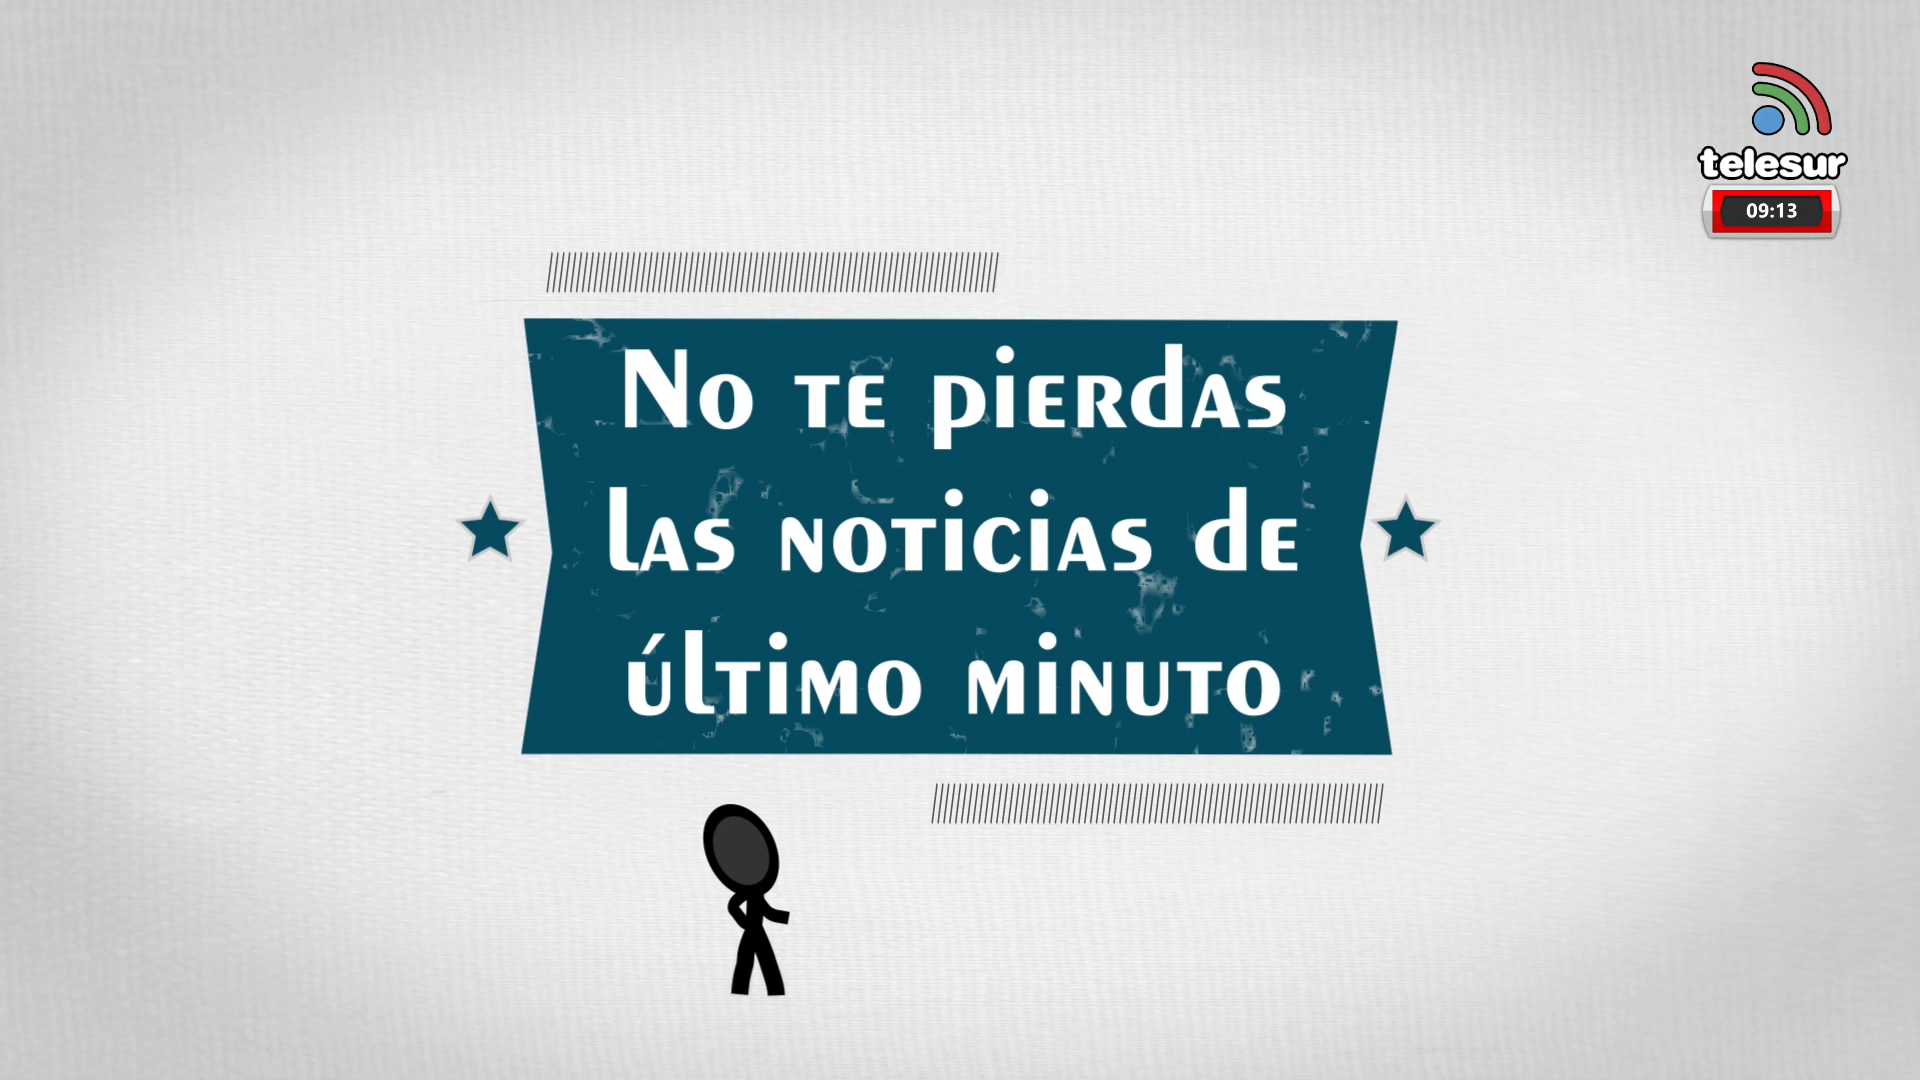 telesur
09:13
No te pierdas
las noticias de
último minuto